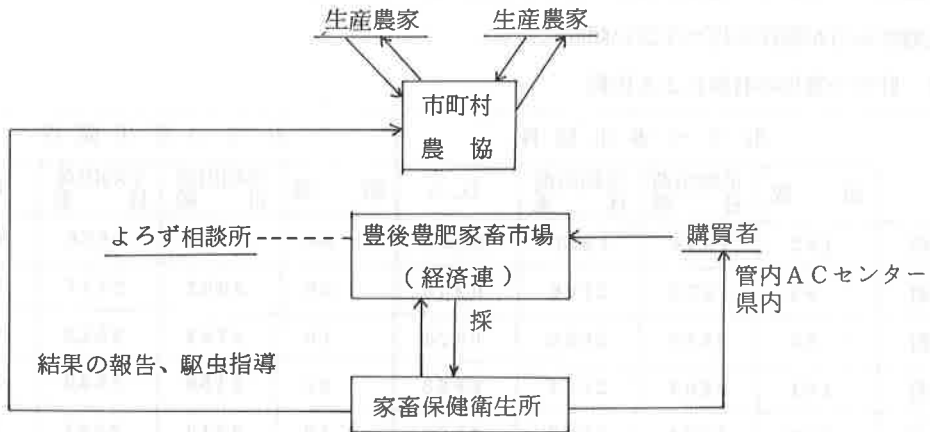 生産農家
生産農家
市町村
農 協
よろず相談所
豊後豊肥家畜市場
(経済連)
購買者
管内ACセンター
県内
採
結果の報告、駆虫指導
家畜保健衛生所